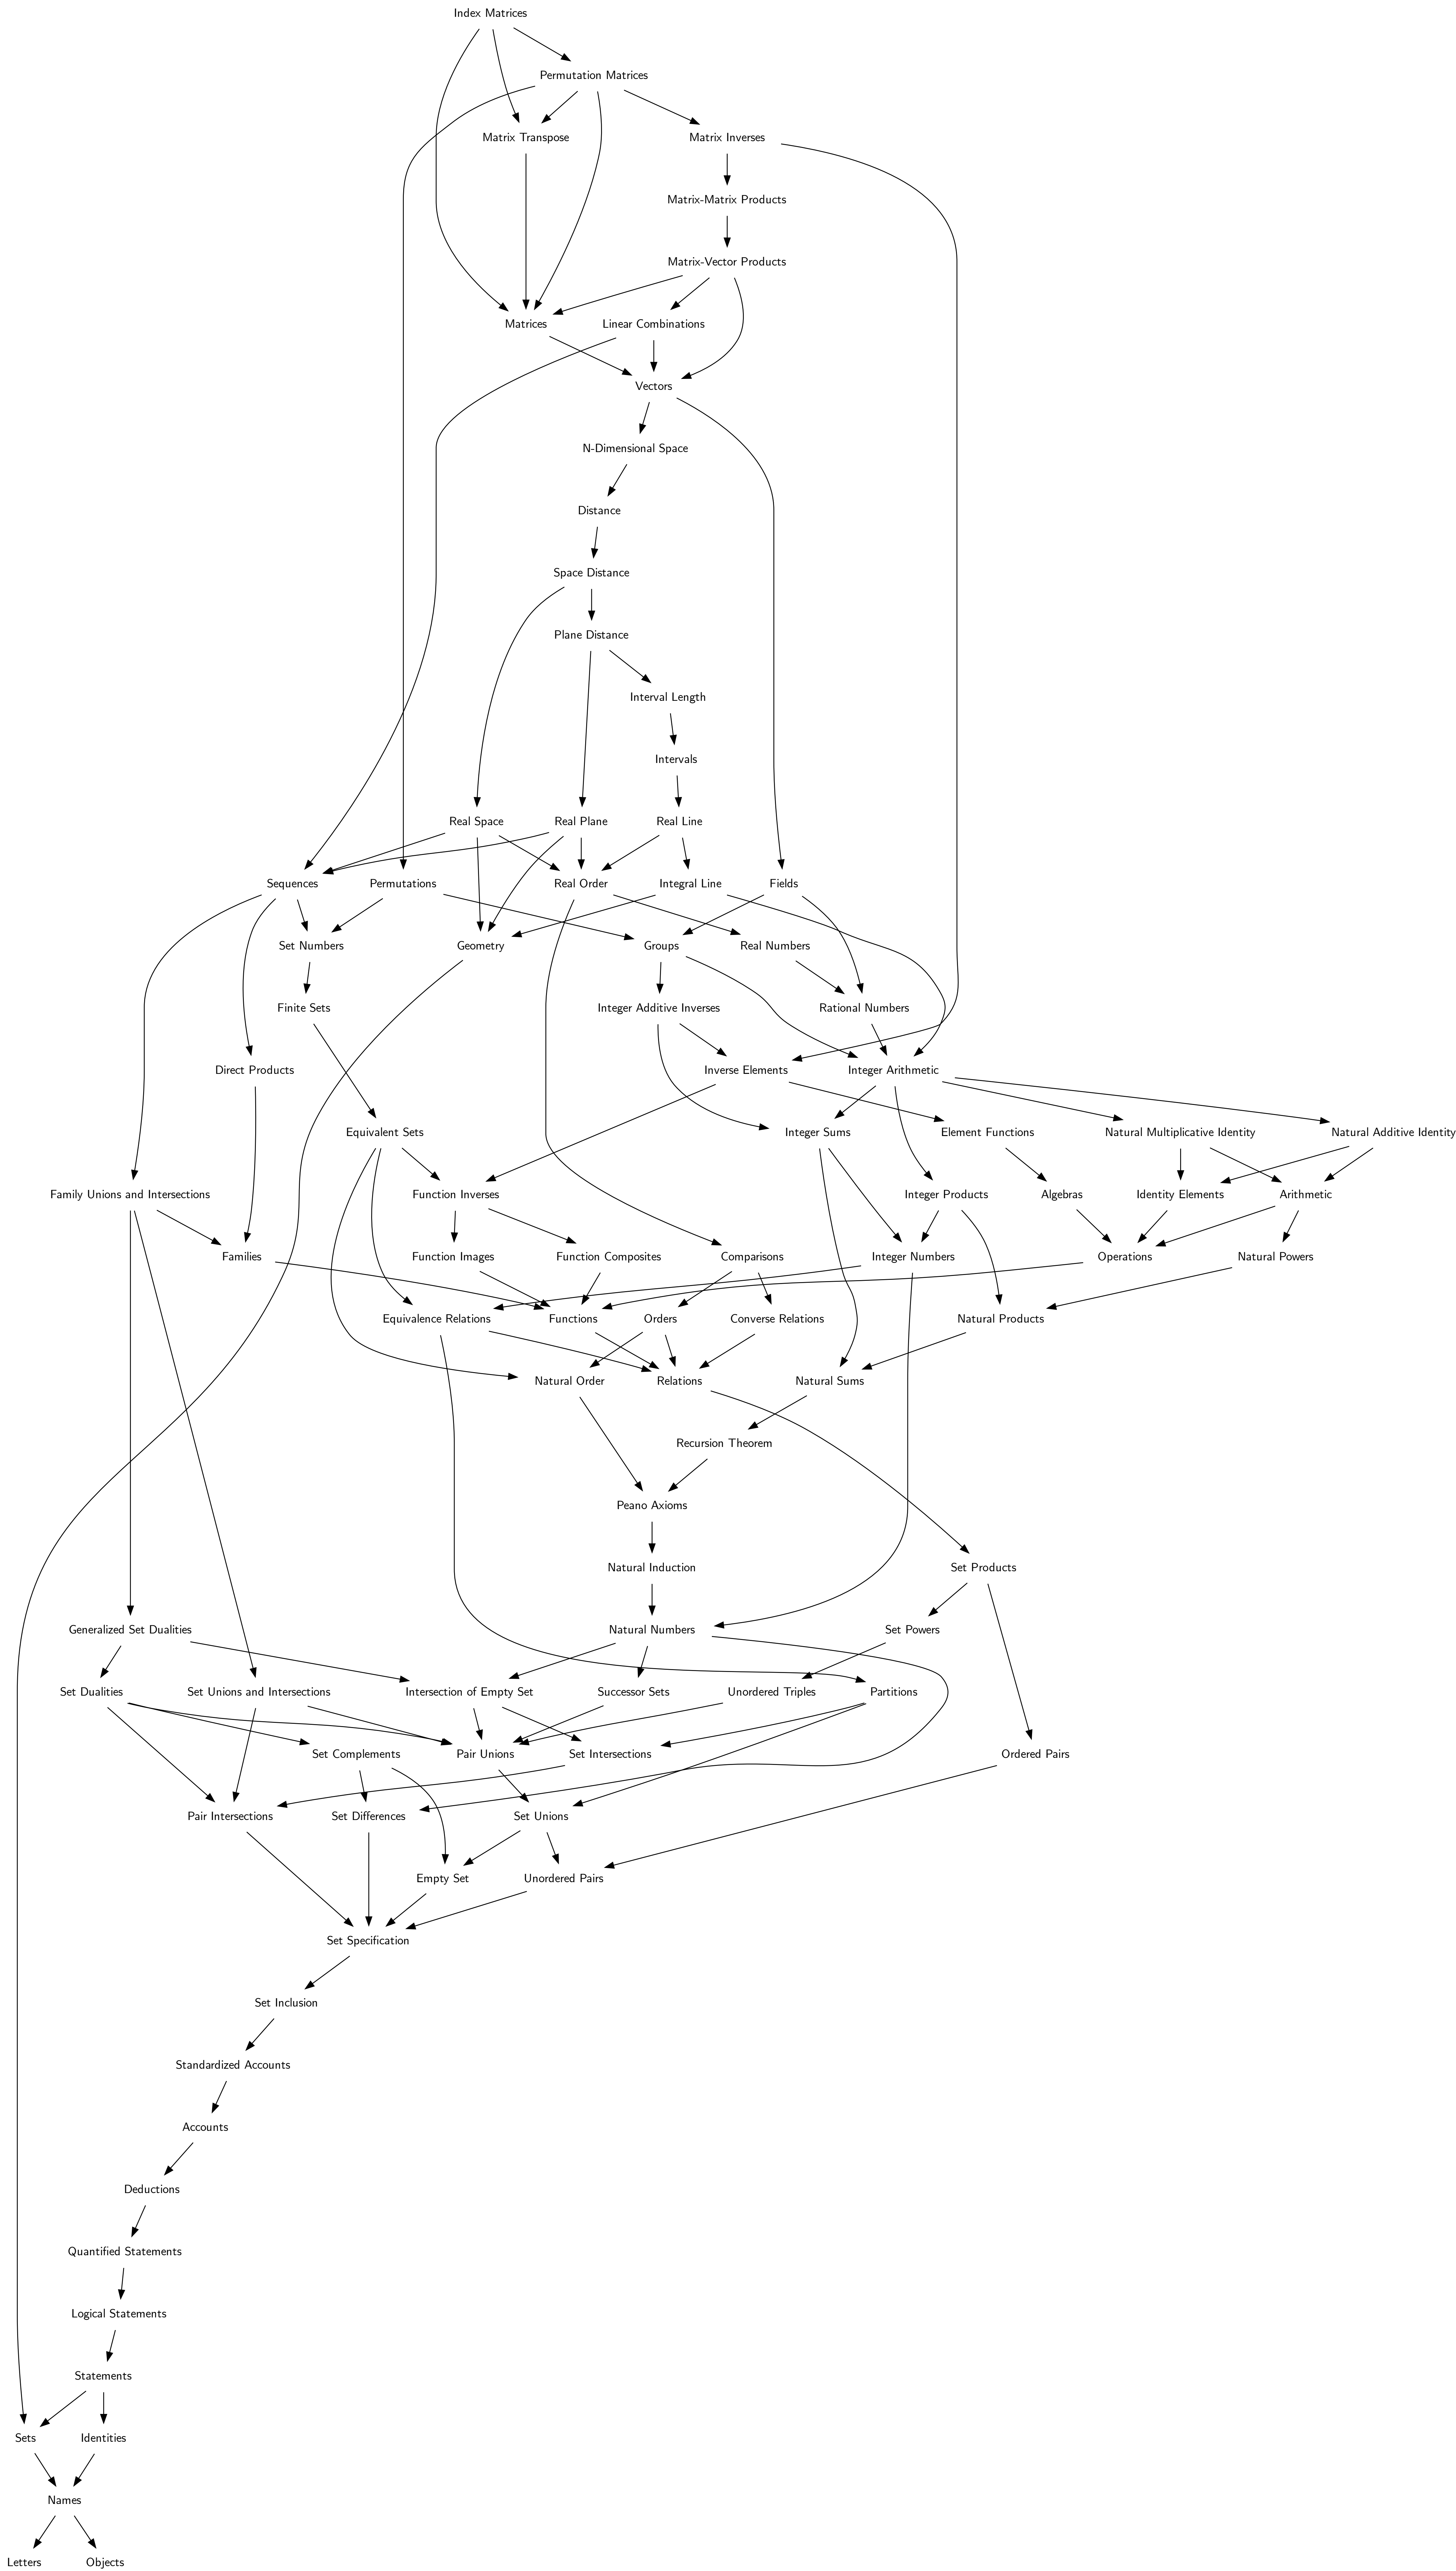 Index Matrices
Permutation Matrices
Matrix Transpose
Matrix Inverses
Matrix-Matrix Products
Matrix-Vector Products
Matrices
Linear Combinations
Vectors
N-Dimensional Space
Distance
Space Distance
Plane Distance
Interval Length
Intervals
Real Space
Real Plane
Real Line
Sequences
Permutations
Real Order
Integral Line
Fields
Set Numbers
Geometry
Groups
Real Numbers
Finite Sets
Integer Additive Inverses
Rational Numbers
Direct Products
Inverse Elements
Integer Arithmetic
Equivalent Sets
Integer Sums
Element Functions
Natural Multiplicative Identity
Natural Additive Identity
Family Unions and Intersections
Function Inverses
Integer Products
Algebras
Identity Elements
Arithmetic
Families
Function Images
Function Composites
Comparisons
Integer Numbers
Operations
Natural Powers
Equivalence Relations
Functions
Orders
Converse Relations
Natural Products
Natural Order
Relations
Natural Sums
Recursion Theorem
Peano Axioms
Natural Induction
Set Products
Generalized Set Dualities
Natural Numbers
Set Powers
Set Dualities
Set Unions and Intersections
Intersection of Empty Set
Successor Sets
Unordered Triples
Partitions
Set Complements
Pair Unions
Set Intersections
Ordered Pairs
Pair Intersections
Set Differences
Set Unions
Empty Set
Unordered Pairs
Set Specification
Set Inclusion
Standardized Accounts
Accounts
Deductions
Quantified Statements
Logical Statements
Statements
Sets
Identities
Names
Letters
Objects